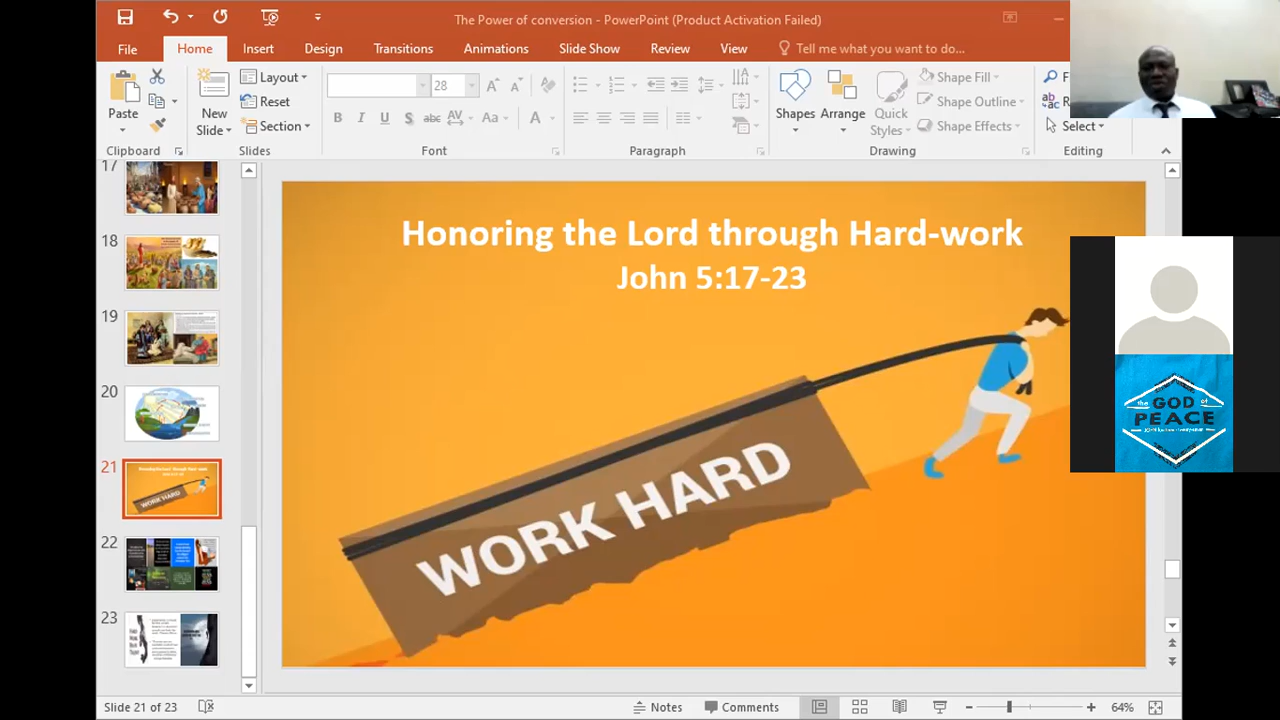 The Power of conversion - PowerPoint (Product Activation Failed)
File Home Insert Design Transitions Animations Slide Show Review View Tell me what you want to do...
Paste
New
Slide
Layout
Reset
Section
28
B I U S abc AV Aa A
Shapes
Arrange
Quick
Styles
Shape Fill
Shape Outline
Shape Effects
Select
Clipboard Slides Font Paragraph Drawing Editing
17
18
19
20
21
22
23
Honoring the Lord through Hard-work
John 5:17-23
WORK HARD
the GOD of
PEACE
Slide 21 of 23 Notes Comments 64%